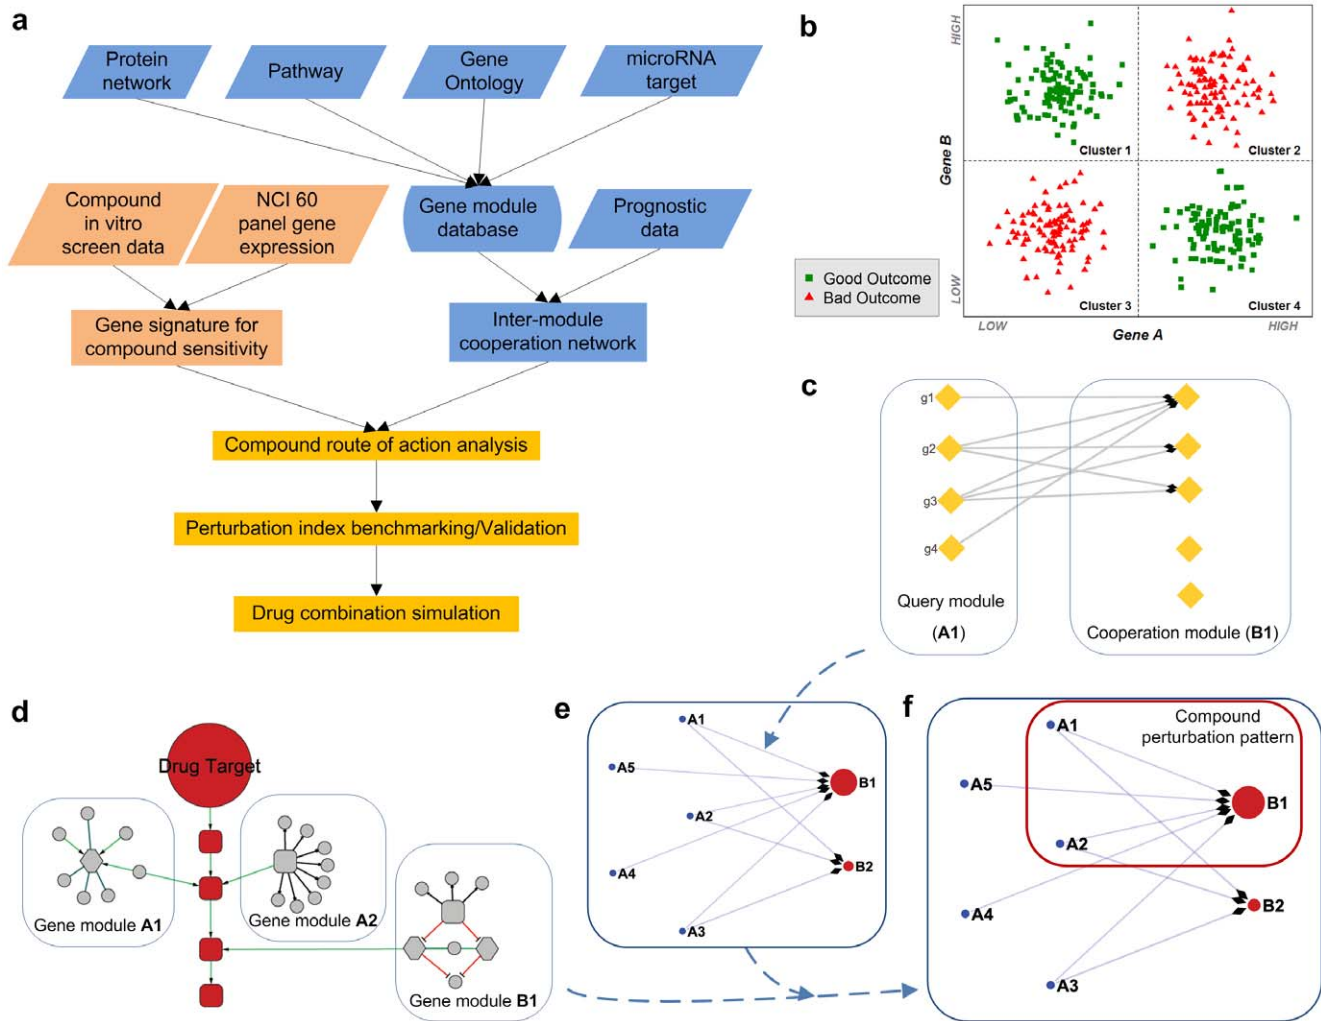 a
Protein
network
Pathway
Gene
Ontology
microRNA
target
Compound
in vitro
screen data
NCI 60
panel gene
expression
Gene module
database
Prognostic
data
Gene signature for
compound sensitivity
Inter-module
cooperation network
Compound route of action analysis
Perturbation index benchmarking/Validation
Drug combination simulation
b
HIGH
Gene B
LOW
Cluster 1
Cluster 2
Cluster 3
Cluster 4
Good Outcome
Bad Outcome
LOW
Gene A
HIGH
c
g1
g2
g3
g4
Query module
(A1)
Cooperation module (B1)
d
Drug Target
Gene module A1
Gene module A2
Gene module B1
e
A1
A5
B1
A2
B2
A4
A3
f
A1
Compound
perturbation pattern
A5
B1
A2
B2
A4
A3